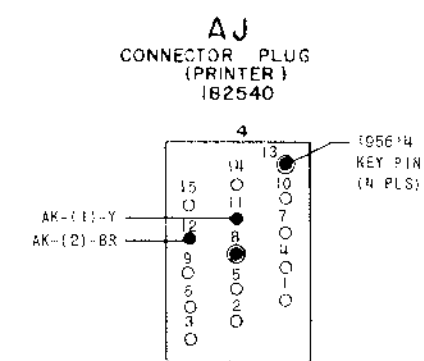 AJ
CONNECTOR PLUG
(PRINTER)
182540
4
13
KEY PIN
(4 PLS)
14
10
15
11
7
AK-(1)-Y
12
8
4
AK-(2)-BR
9
5
1
6
2
3